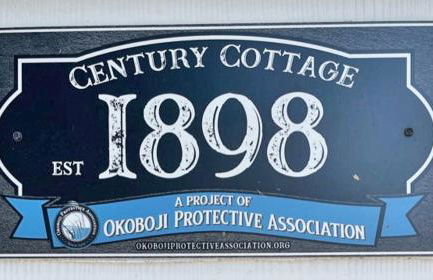 CENTURY COTTAGE
EST 1898
A PROJECT OF
OKOBOJI PROTECTIVE ASSOCIATION
OKOBOJIPROTECTIVEASSOCIATION.ORG